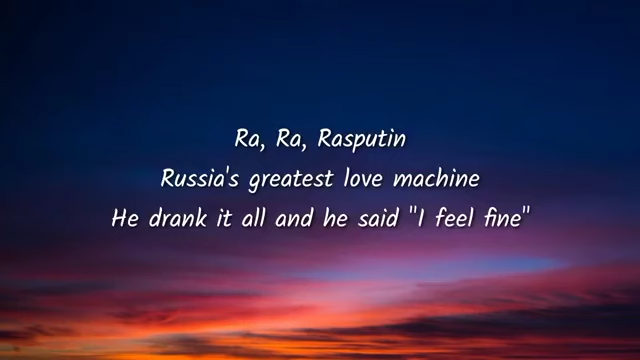 Ra, Ra, Rasputin
Russia's greatest love machine
He drank it all and he said "I feel fine"